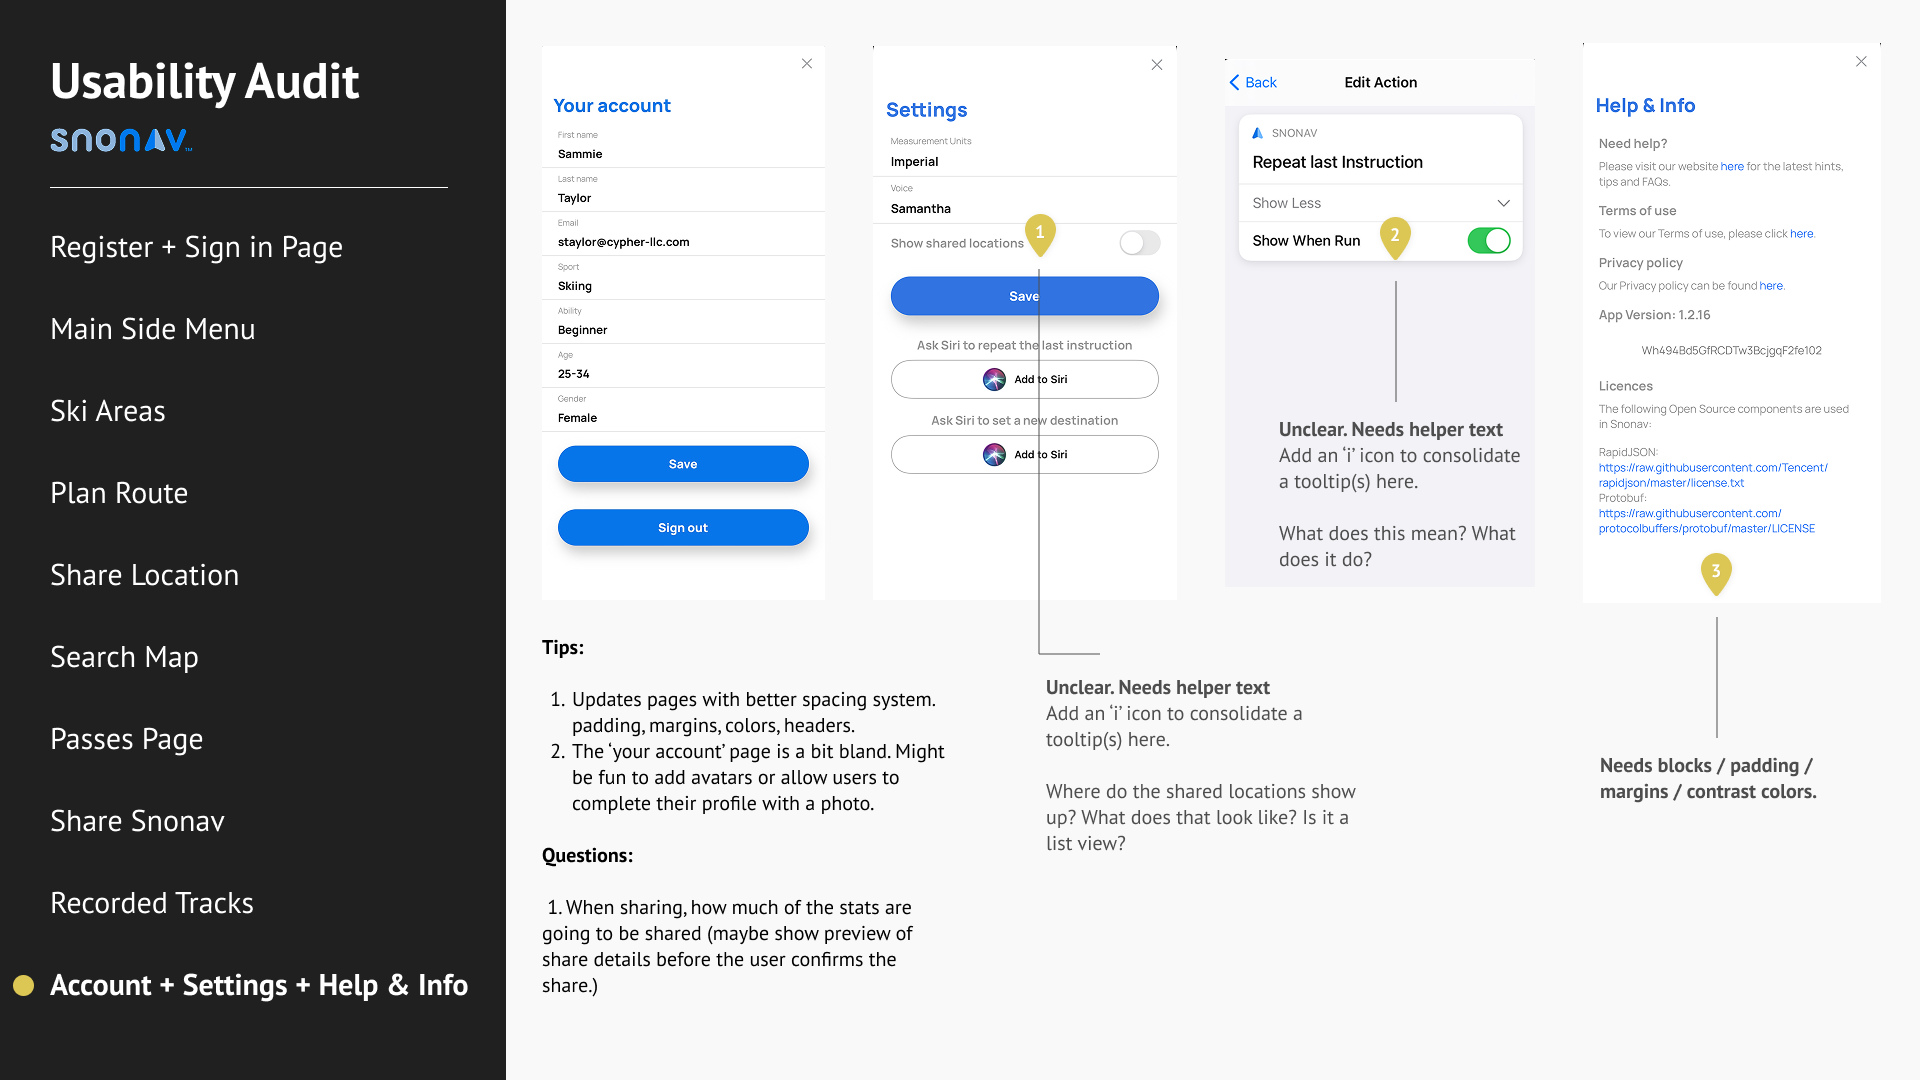 Usability Audit
snonav™
Register + Sign in Page
Main Side Menu
Ski Areas
Plan Route
Share Location
Search Map
Passes Page
Share Snonav
Recorded Tracks
Account + Settings + Help & Info
Your account
First name
Sammie
Last name
Taylor
Email
staylor@cypher-llc.com
Sport
Skiing
Ability
Beginner
Age
25-34
Gender
Female
Save
Sign out
Settings
Measurement Units
Imperial
Voice
Samantha
Show shared locations
1
Save
Ask Siri to repeat the last instruction
Add to Siri
Ask Siri to set a new destination
Add to Siri
Back
Edit Action
SNONAV
Repeat last Instruction
Show Less
Show When Run
2
Unclear. Needs helper text
Add an ‘i’ icon to consolidate
a tooltip(s) here.
What does this mean? What
does it do?
Help & Info
Need help?
Please visit our website here for the latest hints,
tips and FAQs.
Terms of use
To view our Terms of use, please click here.
Privacy policy
Our Privacy policy can be found here.
App Version: 1.2.16
Wh494Bd5GfRCDTw3BcjgqF2fe102
Licences
The following Open Source components are used
in Snonav:
RapidJSON:
https://raw.githubusercontent.com/Tencent/
rapidjson/master/license.txt
Protobuf:
https://raw.githubusercontent.com/
protocolbuffers/protobuf/master/LICENSE
3
Tips:
1. Updates pages with better spacing system.
padding, margins, colors, headers.
2. The ‘your account’ page is a bit bland. Might
be fun to add avatars or allow users to
complete their profile with a photo.
Questions:
1. When sharing, how much of the stats are
going to be shared (maybe show preview of
share details before the user confirms the
share.)
Unclear. Needs helper text
Add an ‘i’ icon to consolidate a
tooltip(s) here.
Where do the shared locations show
up? What does that look like? Is it a
list view?
Needs blocks / padding /
margins / contrast colors.